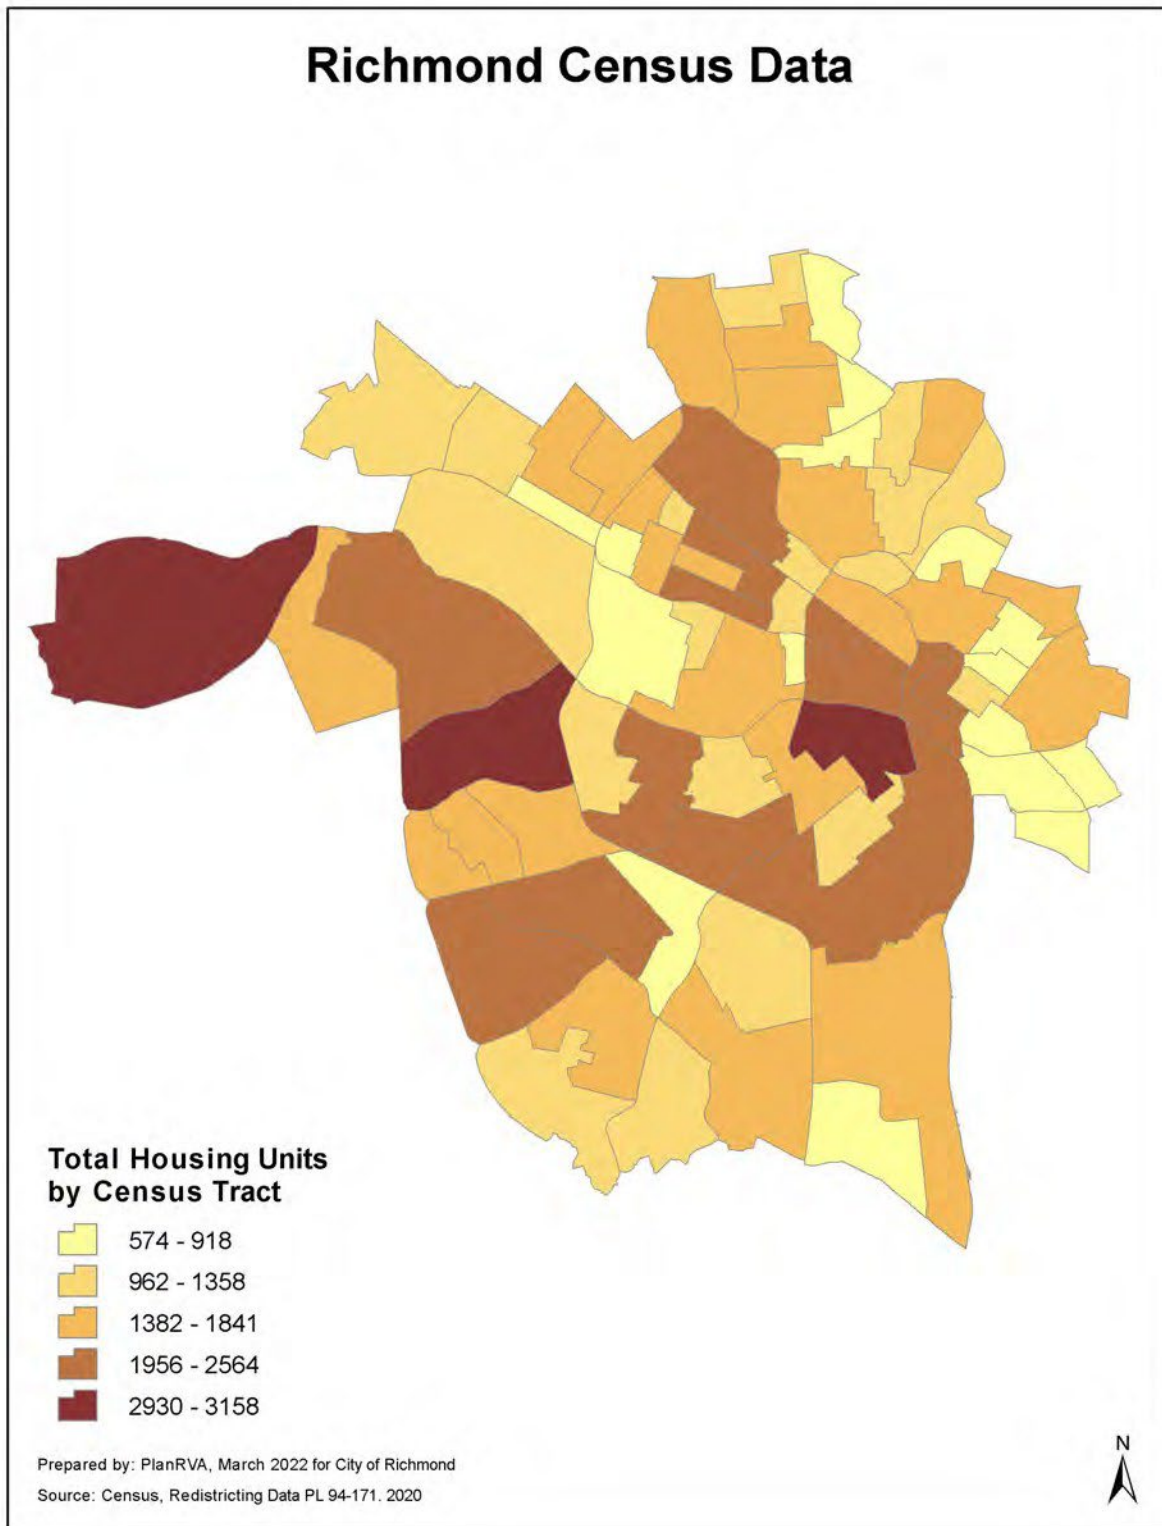 Richmond Census Data
Total Housing Units
by Census Tract
574 - 918
962 - 1358
1382 - 1841
1956 - 2564
2930 - 3158
Prepared by: PlanRVA, March 2022 for City of Richmond
Source: Census, Redistricting Data PL 94-171. 2020
N